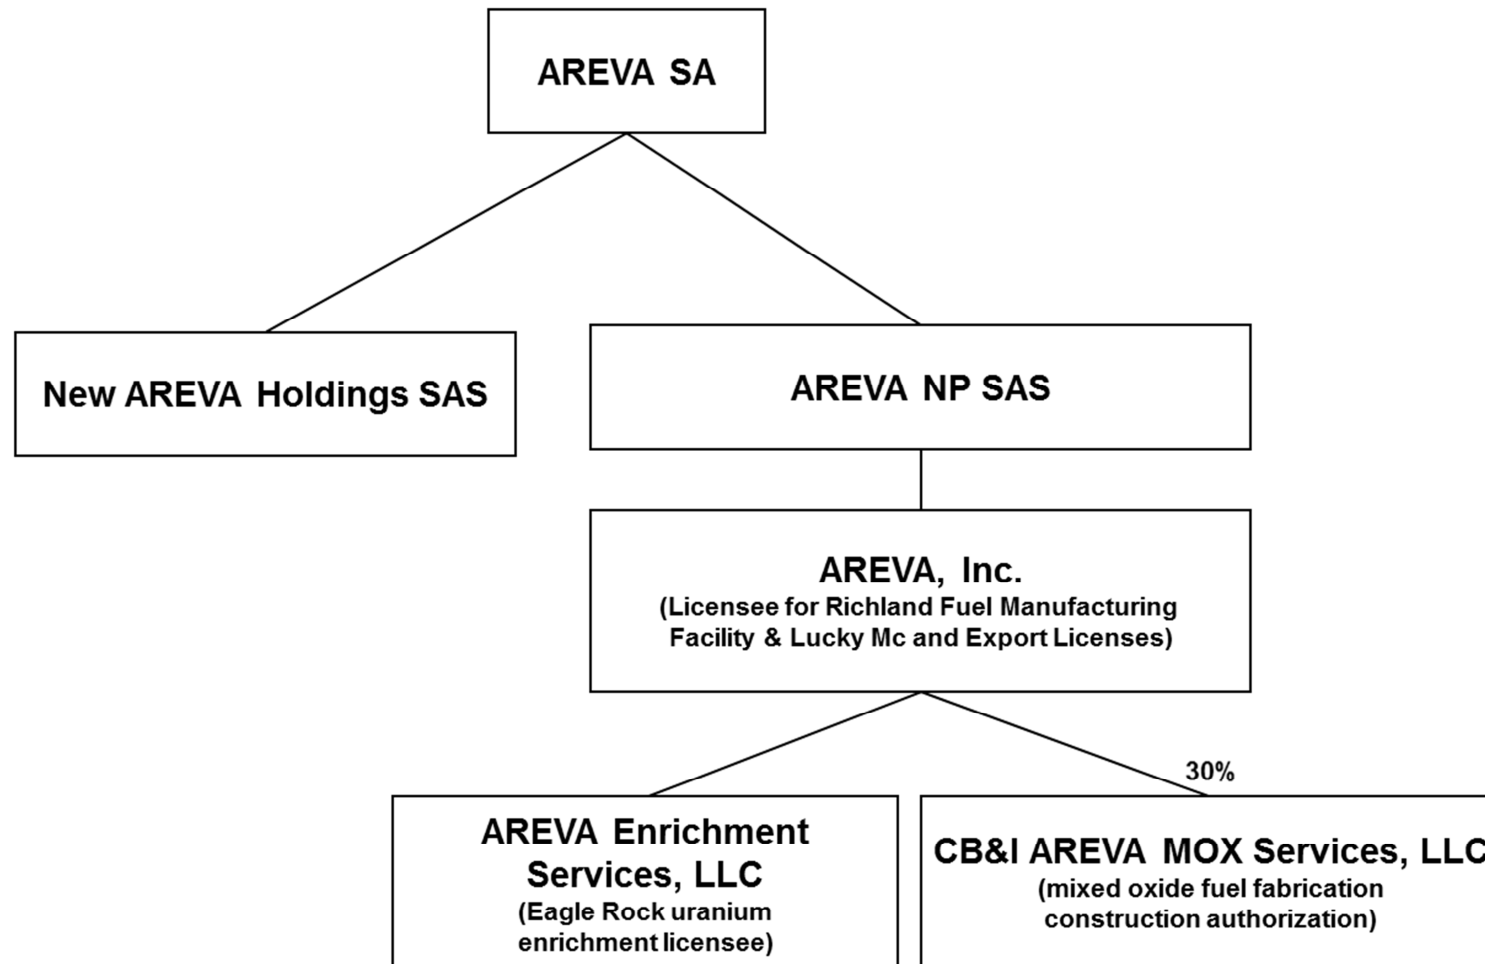 AREVA SA
New AREVA Holdings SAS
AREVA NP SAS
AREVA, Inc.
(Licensee for Richland Fuel Manufacturing
Facility & Lucky Mc and Export Licenses)
30%
AREVA Enrichment
Services, LLC
(Eagle Rock uranium
enrichment licensee)
CB&I AREVA MOX Services, LLC
(mixed oxide fuel fabrication
construction authorization)